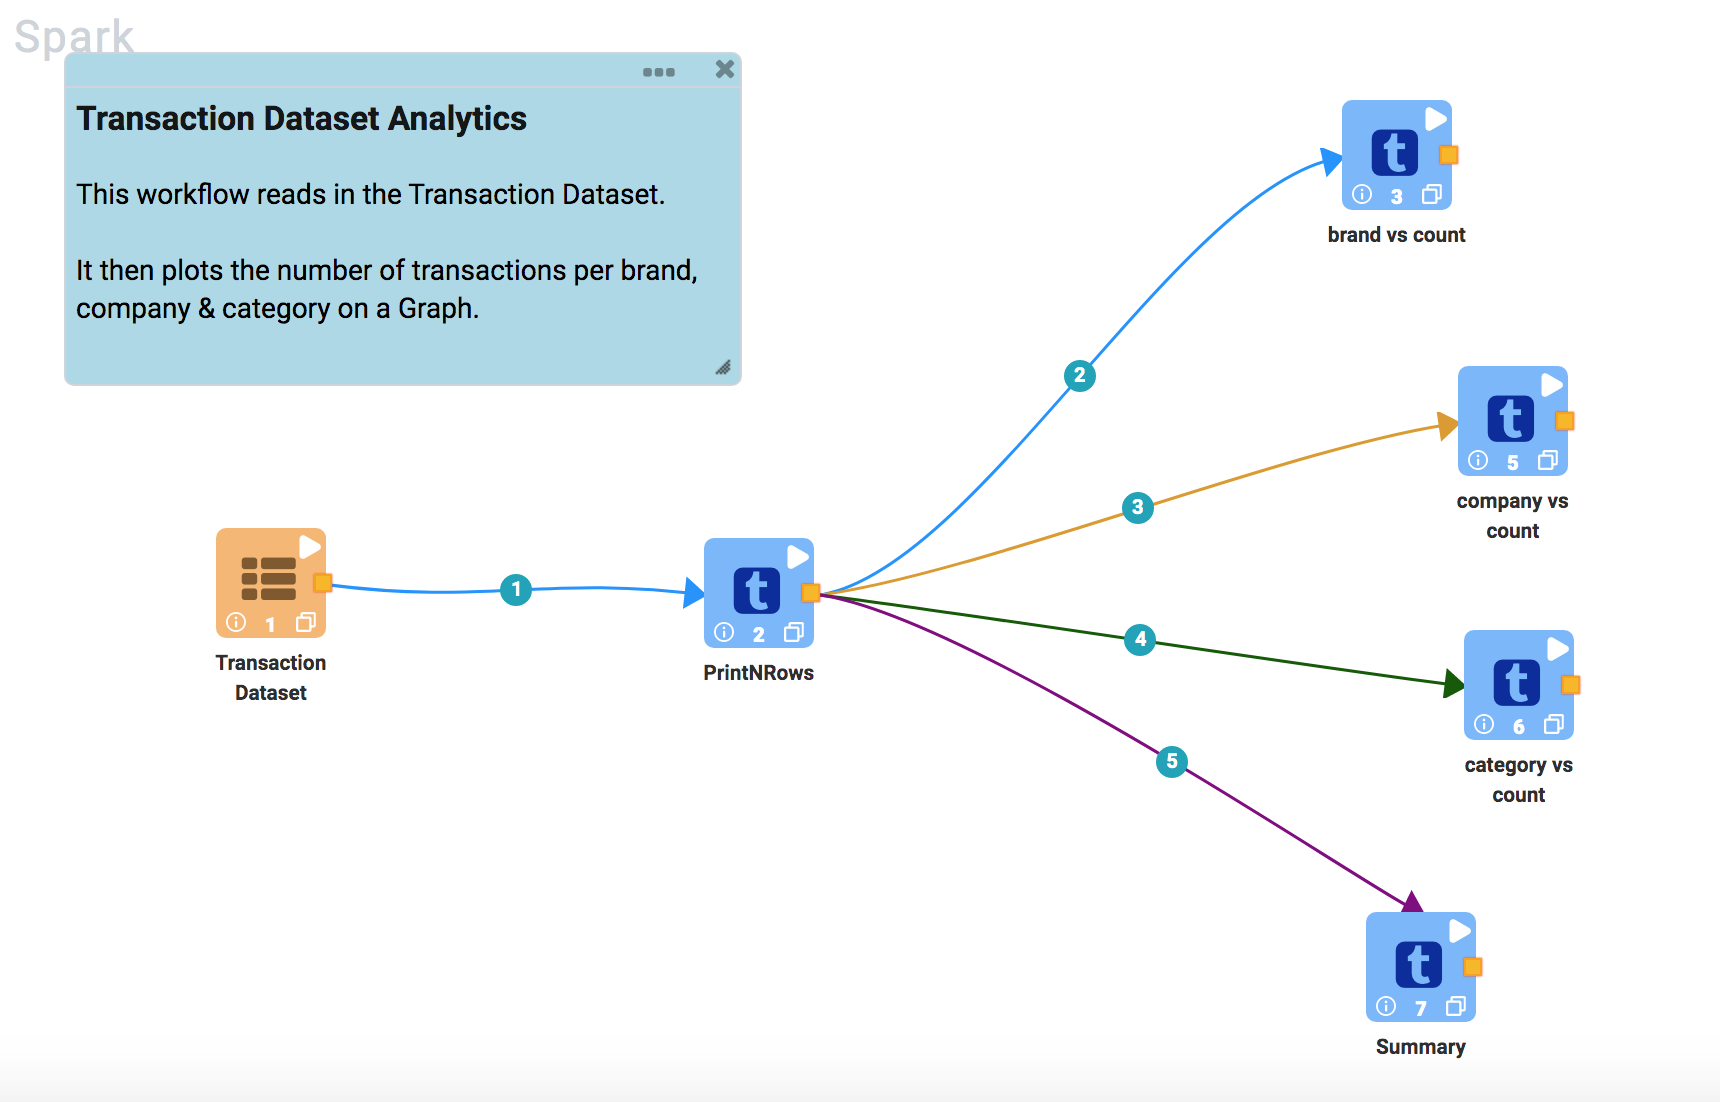 Spark
Transaction Dataset Analytics
This workflow reads in the Transaction Dataset.
It then plots the number of transactions per brand,
company & category on a Graph.
t
3
brand vs count
2
t
5
company vs
count
3
1
Transaction
Dataset
1
t
2
PrintNRows
4
t
6
category vs
count
5
t
7
Summary